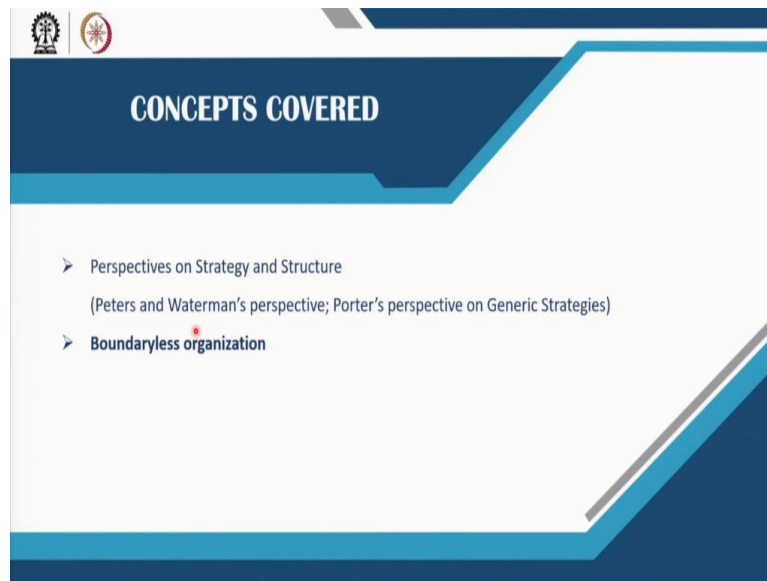 CONCEPTS COVERED
➢ Perspectives on Strategy and Structure
(Peters and Waterman's perspective; Porter's perspective on Generic Strategies)
➢ Boundaryless organization